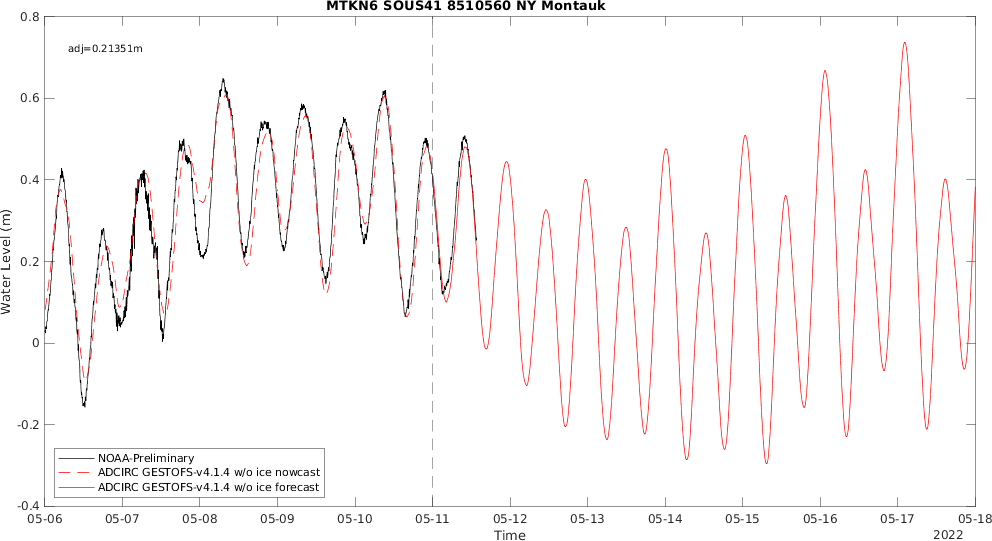 MTKN6 SOUS41 8510560 NY Montauk
adj=0.21351m
0.8
0.6
0.4
0.2
0
-0.2
-0.4
Water Level (m)
NOAA-Preliminary
ADCIRC GESTOFS-v4.1.4 w/o ice nowcast
ADCIRC GESTOFS-v4.1.4 w/o ice forecast
05-06 05-07 05-08 05-09 05-10 05-11 05-12 05-13 05-14 05-15 05-16 05-17 05-18
Time
2022